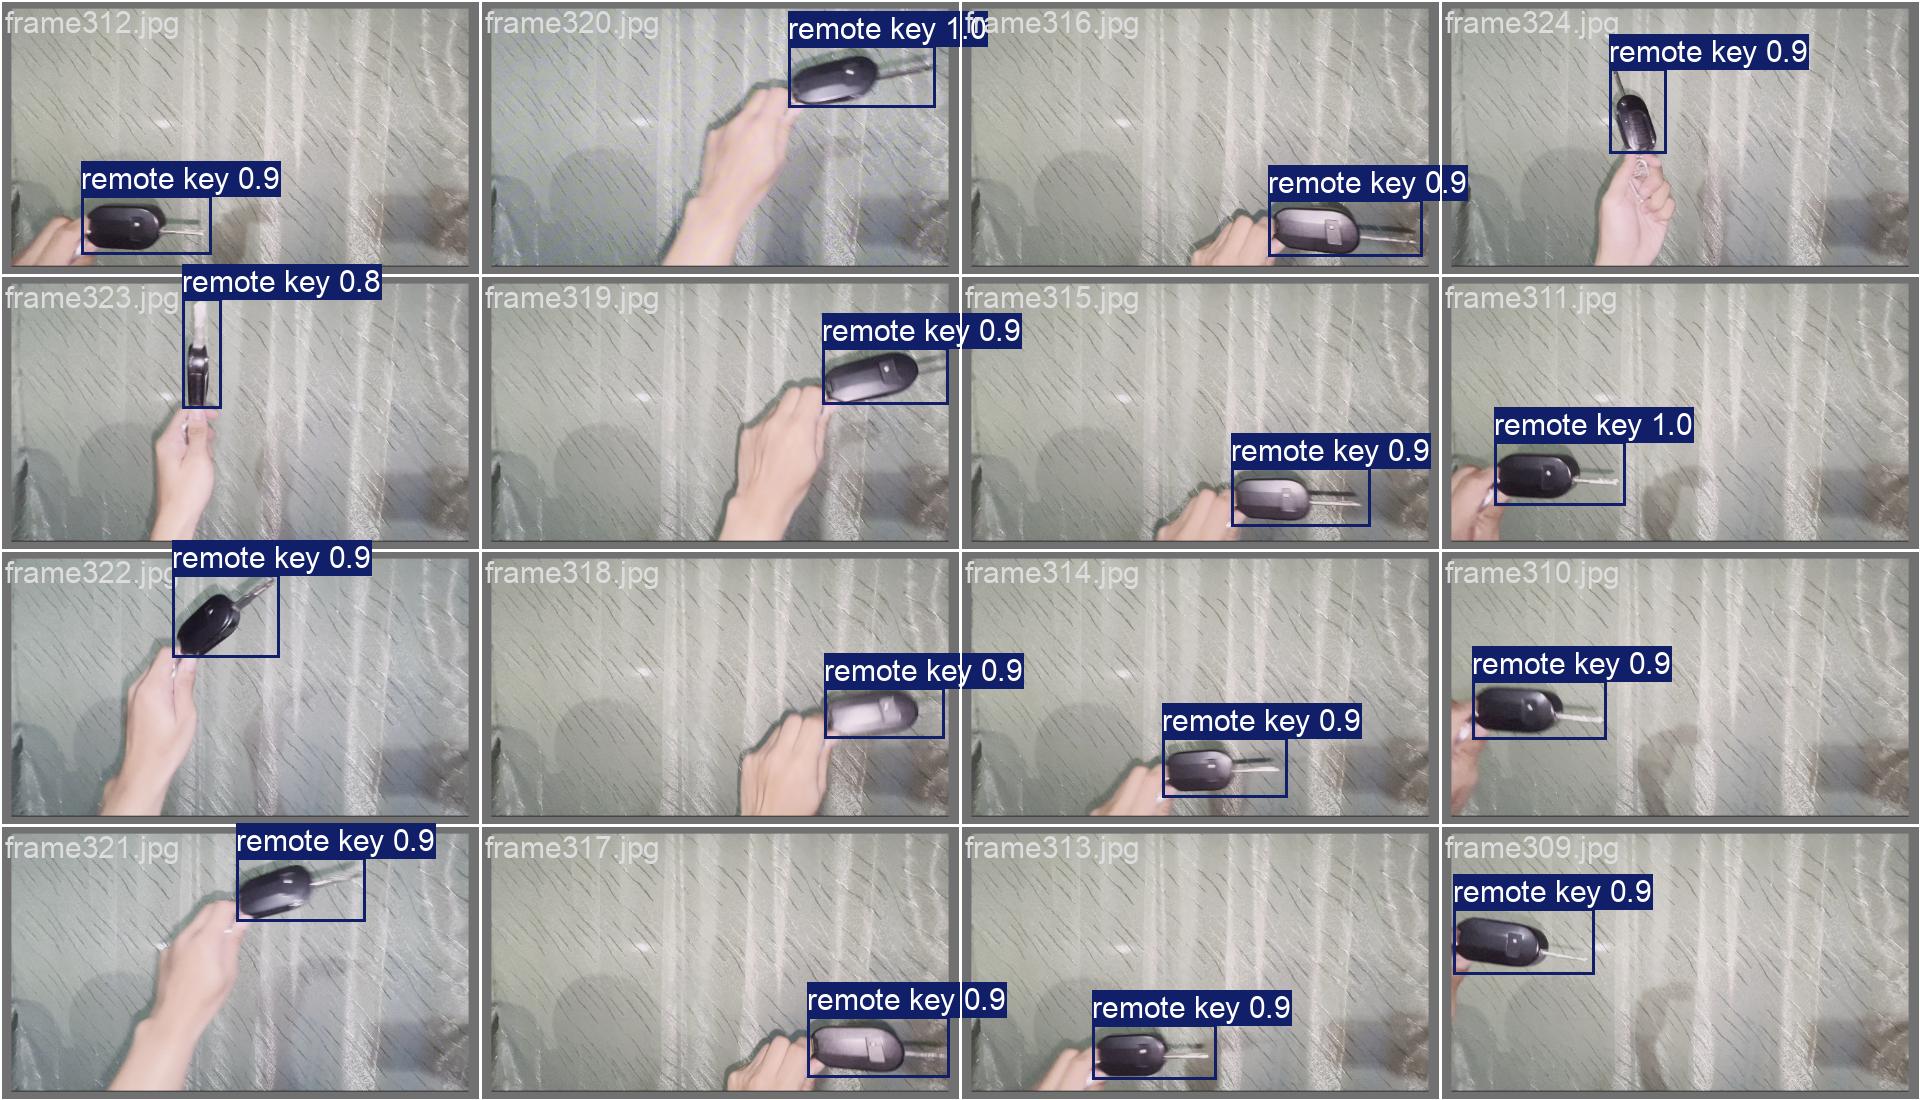 frame312.jpg
remote key 0.9
frame320.jpg
remote key 1.0
frame316.jpg
remote key 0.9
frame324.jpg
remote key 0.9
frame323.jpg
remote key 0.8
frame319.jpg
remote key 0.9
frame315.jpg
remote key 0.9
frame311.jpg
remote key 1.0
frame322.jpg
remote key 0.9
frame318.jpg
remote key 0.9
frame314.jpg
remote key 0.9
frame310.jpg
remote key 0.9
frame321.jpg
remote key 0.9
frame317.jpg
remote key 0.9
frame313.jpg
remote key 0.9
frame309.jpg
remote key 0.9